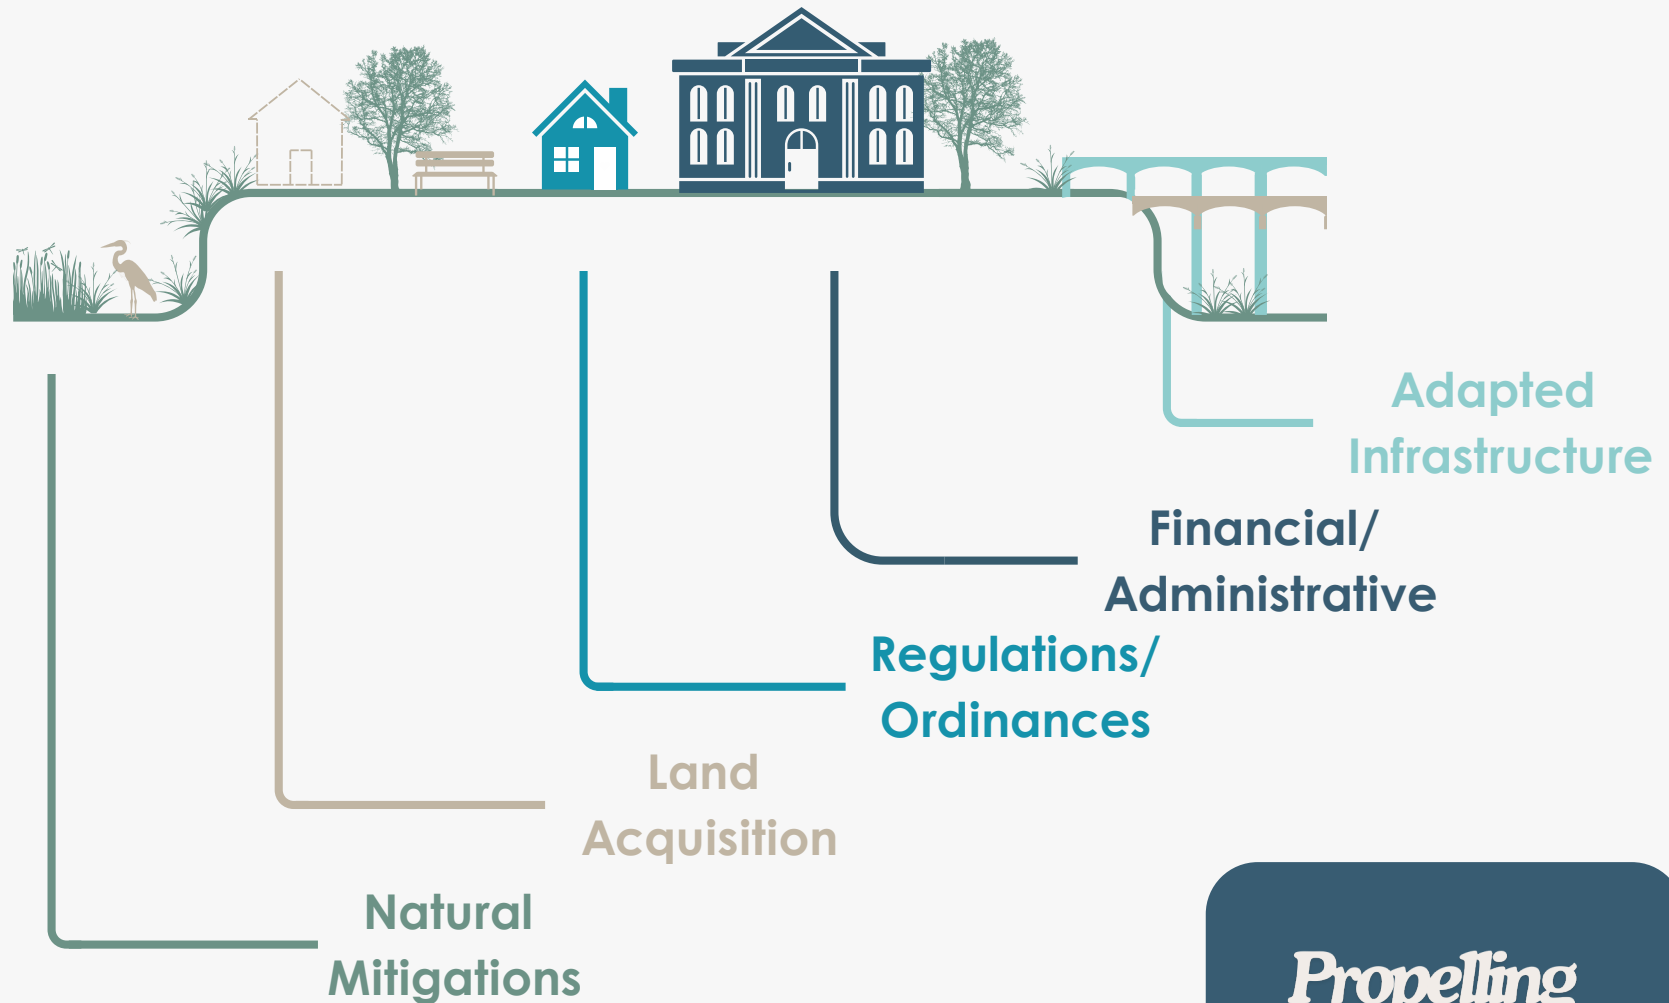 Adapted
Infrastructure
Financial/
Administrative
Regulations/
Ordinances
Land
Acquisition
Natural
Mitigations
Propelling